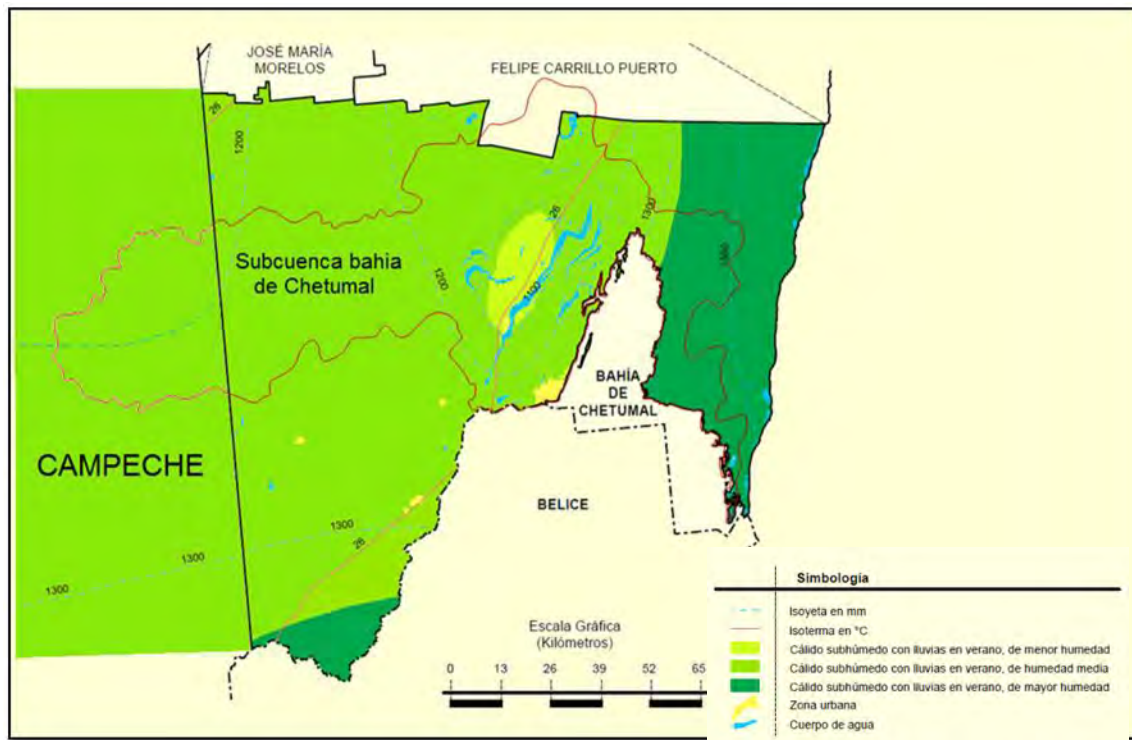 JOSÉ MARÍA
MORELOS
FELIPE CARRILLO PUERTO
26
1200
26
1300
1200
1100
Subcuenca bahia
de Chetumal
BAHÍA
DE
CHETUMAL
CAMPECHE
BELICE
1300
26
1300
1300
Escala Gráfica
(Kilómetros)
0 13 26 39 52 65
Simbología
Isoyeta en mm
Isoterma en °C
Cálido subhúmedo con lluvias en verano, de menor humedad
Cálido subhúmedo con lluvias en verano, de humedad media
Cálido subhúmedo con lluvias en verano, de mayor humedad
Zona urbana
Cuerpo de agua